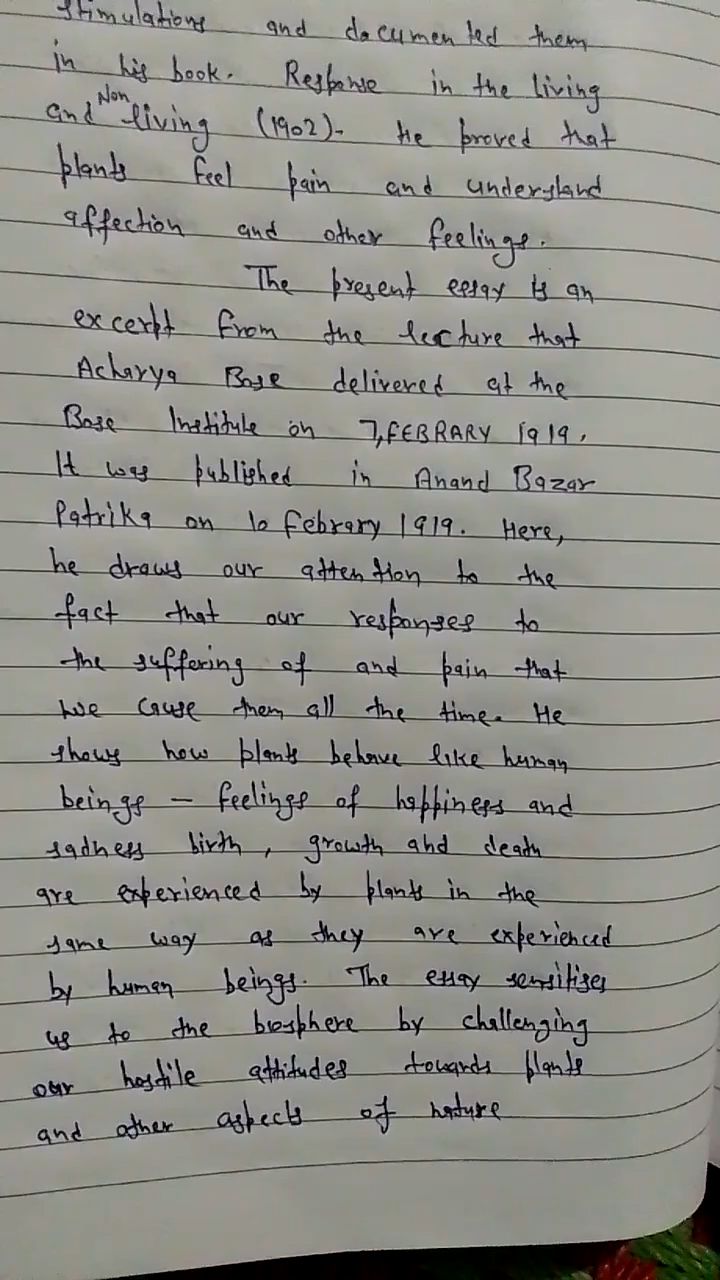 stimulations and documented them
in his book. Response in the living
and Non living (1902)- He proved that
plants feel pain and understand
affection and other feelings.
The present essay is an
excerpt from the lecture that
Acharya Bose delivered at the
Bose Institute on 7,FEBRARY 1919.
It was published in Anand Bazar
Patrika on 10 Febrary 1919. Here,
he draws our attention to the
fact that our responses to
the suffering of and pain that
we cause them all the time. He
shows how plants behave like human
beings – feelings of happiness and
sadness birth, growth and death
are experienced by plants in the
same way as they are experienced
by human beings. The essay sensitises
us to the biosphere by challenging
our hostile attitudes towards plants
and other aspects of nature